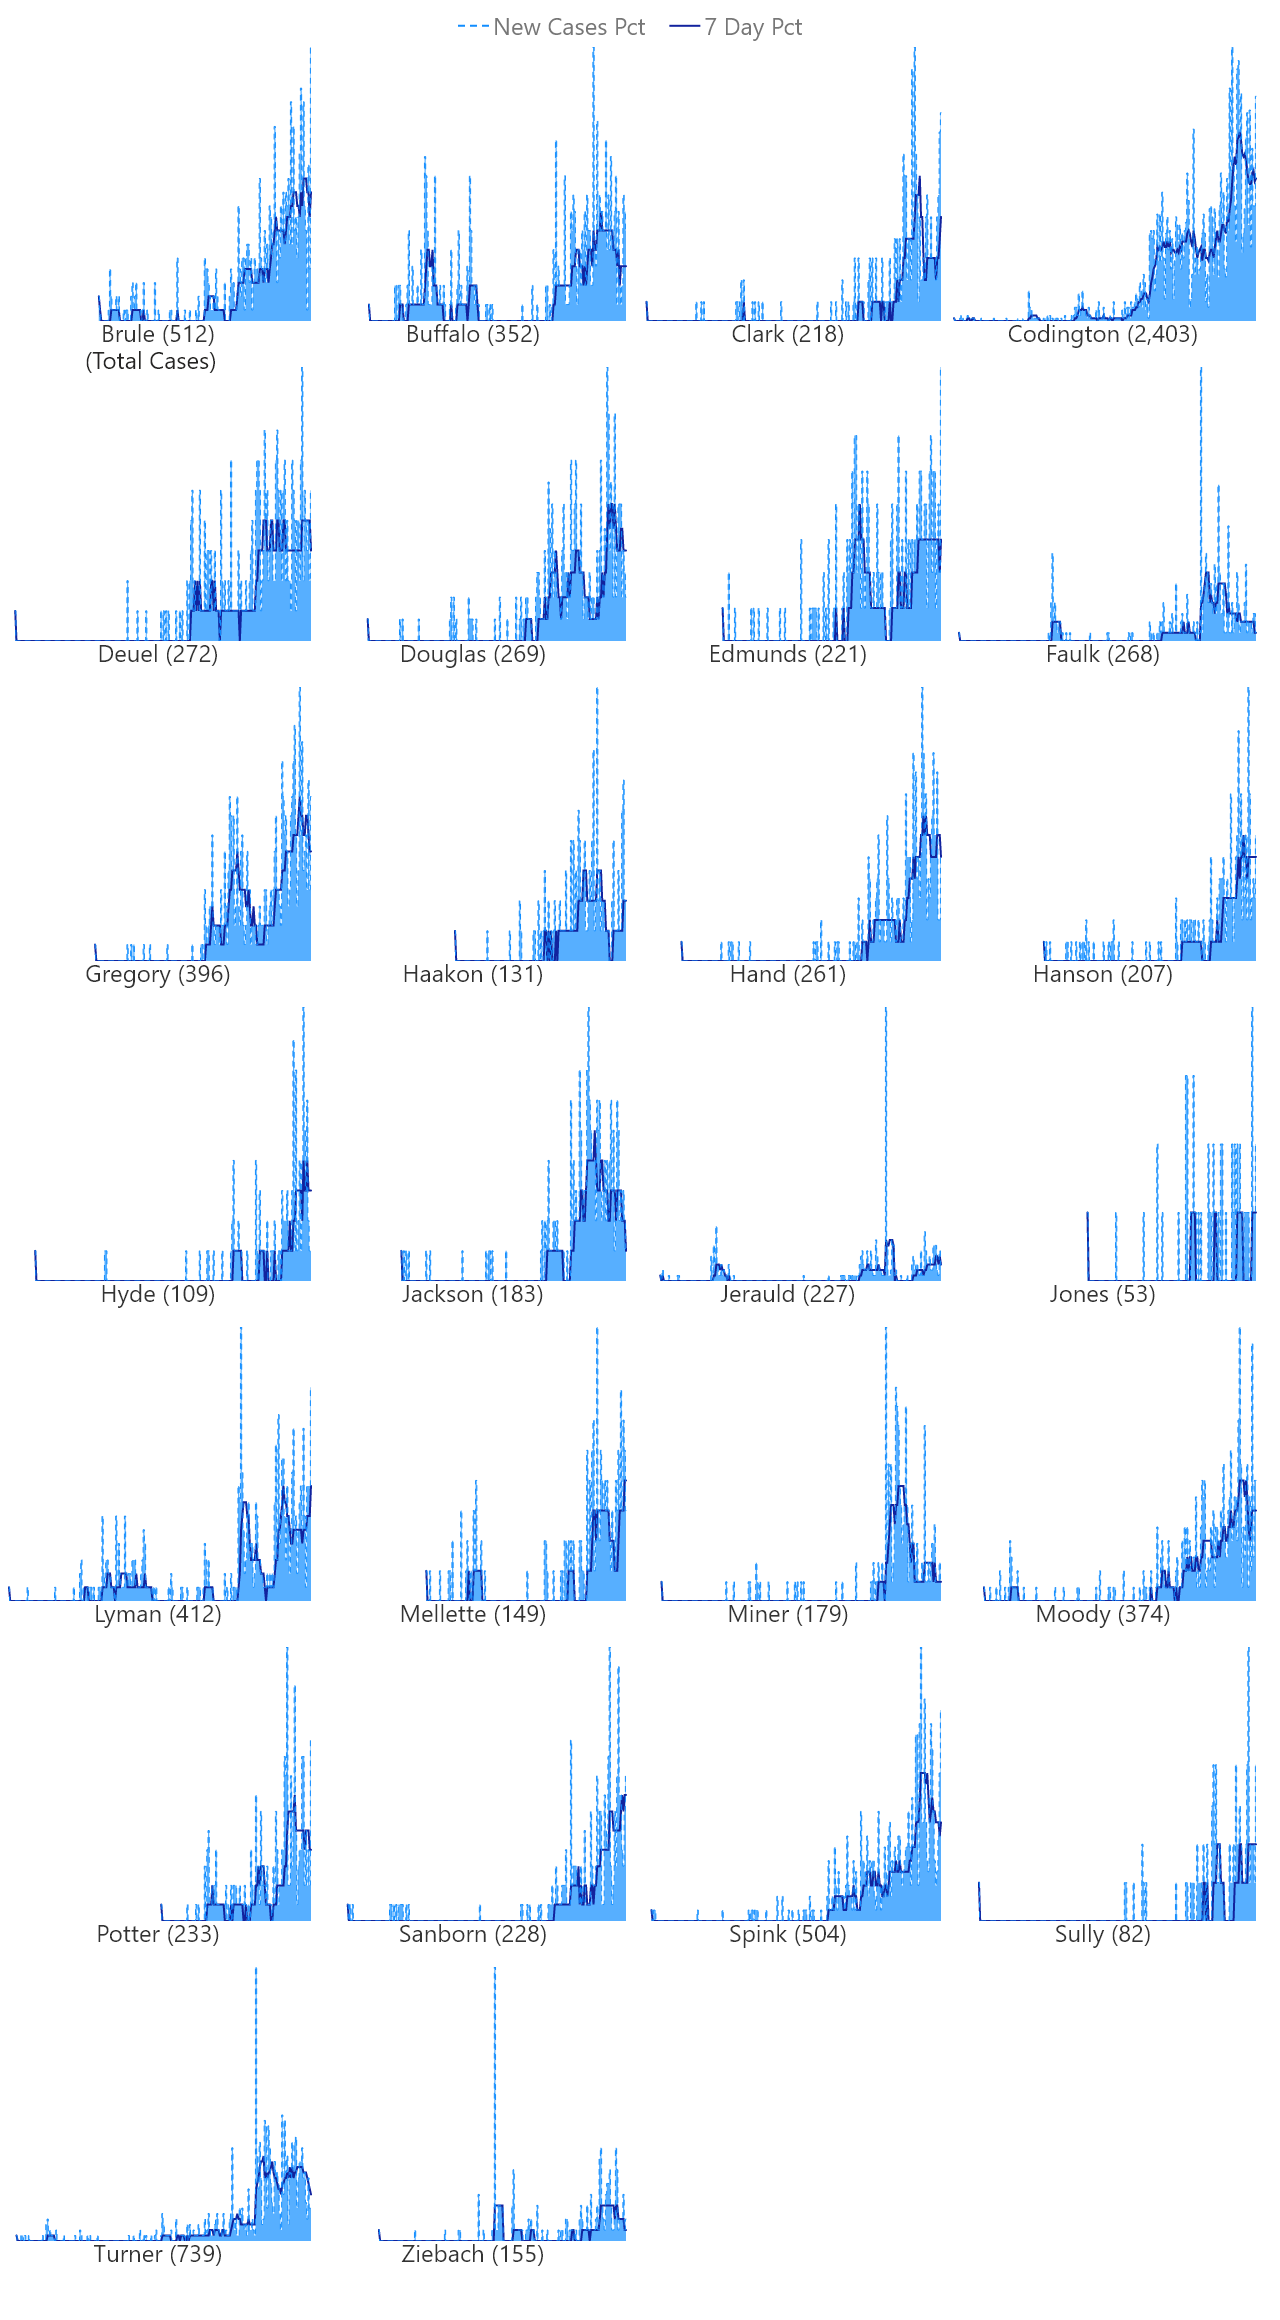 New Cases Pct 7 Day Pct
Brule (512) Buffalo (352) Clark (218) Codington (2,403)
(Total Cases)
Deuel (272) Douglas (269) Edmunds (221) Faulk (268)
Gregory (396) Haakon (131) Hand (261) Hanson (207)
Hyde (109) Jackson (183) Jerauld (227) Jones (53)
Lyman (412) Mellette (149) Miner (179) Moody (374)
Potter (233) Sanborn (228) Spink (504) Sully (82)
Turner (739) Ziebach (155)